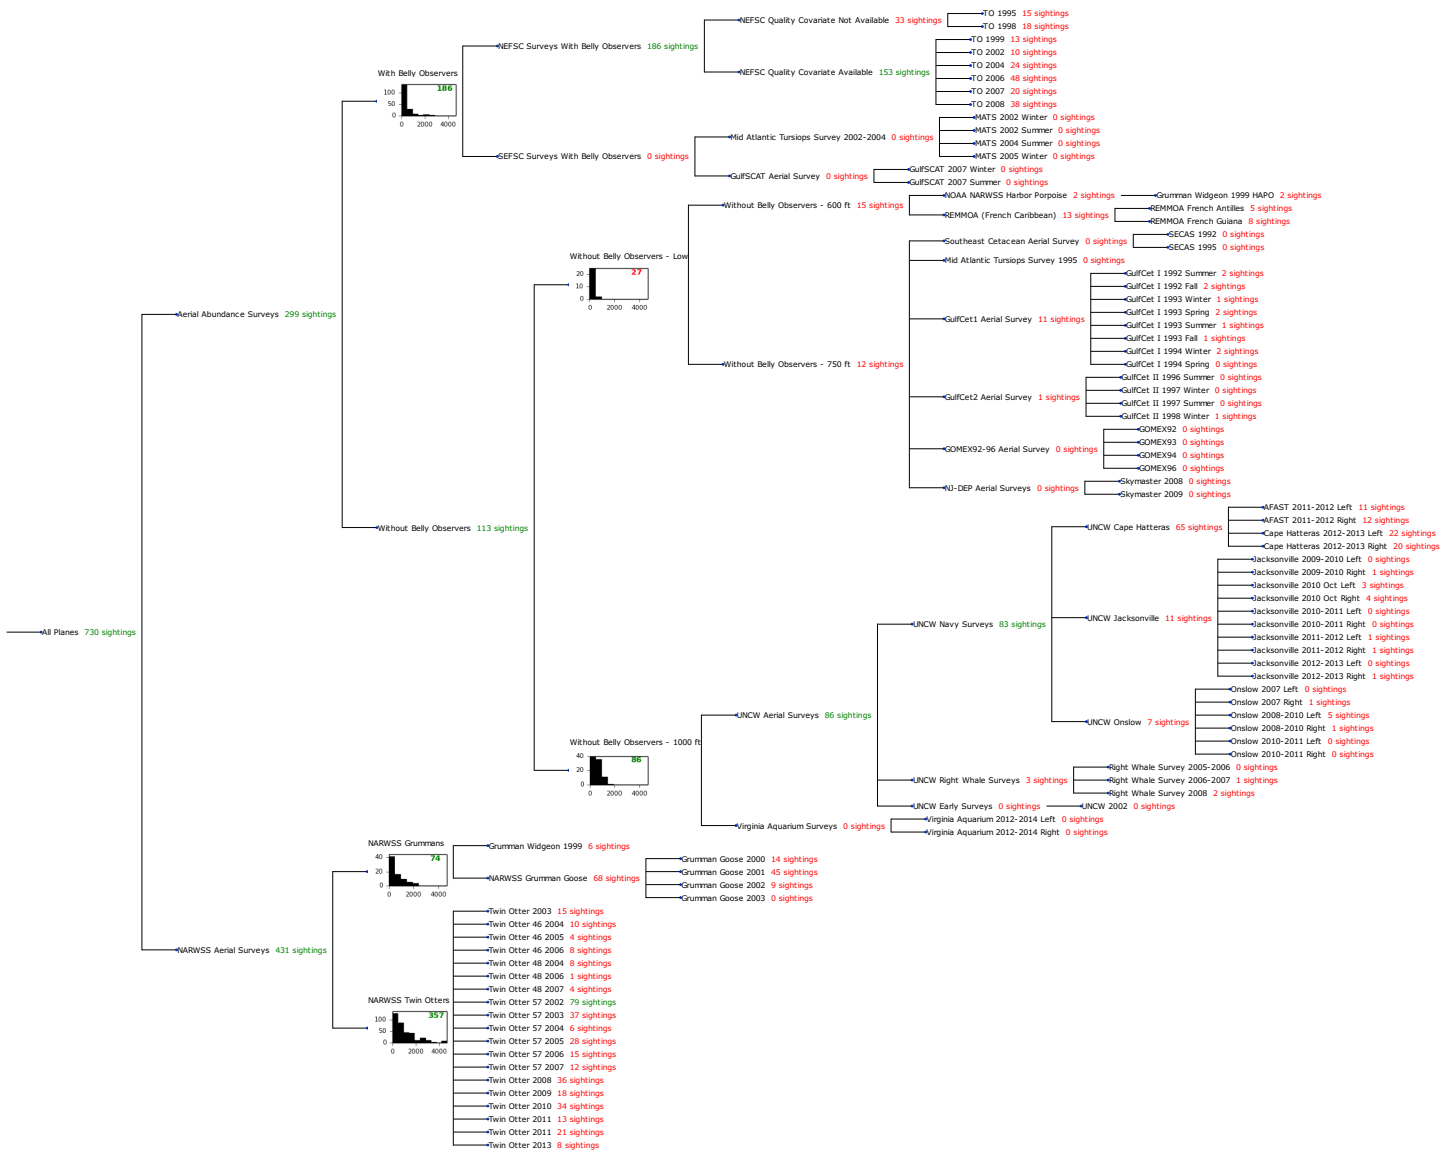 All Planes 730 sightings
Aerial Abundance Surveys 299 sightings
With Belly Observers
186
100
50
0
0 2000 4000
NEFSC Surveys With Belly Observers 186 sightings
NEFSC Quality Covariate Not Available 33 sightings
TO 1995 15 sightings
TO 1998 18 sightings
NEFSC Quality Covariate Available 153 sightings
TO 1999 13 sightings
TO 2002 10 sightings
TO 2004 24 sightings
TO 2006 48 sightings
TO 2007 20 sightings
TO 2008 38 sightings
SEFSC Surveys With Belly Observers 0 sightings
Mid Atlantic Tursiops Survey 2002-2004 0 sightings
MATS 2002 Winter 0 sightings
MATS 2002 Summer 0 sightings
MATS 2004 Summer 0 sightings
MATS 2005 Winter 0 sightings
GulfSCAT Aerial Survey 0 sightings
GulfSCAT 2007 Winter 0 sightings
GulfSCAT 2007 Summer 0 sightings
Without Belly Observers 113 sightings
Without Belly Observers - Low
27
20
10
0
0 2000 4000
Without Belly Observers - 600 ft 15 sightings
NOAA NARWSS Harbor Porpoise 2 sightings
Grumman Widgeon 1999 HAPO 2 sightings
REMMOA (French Caribbean) 13 sightings
REMMOA French Antilles 5 sightings
REMMOA French Guiana 8 sightings
Without Belly Observers - 750 ft 12 sightings
Southeast Cetacean Aerial Survey 0 sightings
SECAS 1992 0 sightings
SECAS 1995 0 sightings
Mid Atlantic Tursiops Survey 1995 0 sightings
GulfCet1 Aerial Survey 11 sightings
GulfCet I 1992 Summer 2 sightings
GulfCet I 1992 Fall 2 sightings
GulfCet I 1993 Winter 1 sightings
GulfCet I 1993 Spring 2 sightings
GulfCet I 1993 Summer 1 sightings
GulfCet I 1993 Fall 1 sightings
GulfCet I 1994 Winter 2 sightings
GulfCet I 1994 Spring 0 sightings
GulfCet2 Aerial Survey 1 sightings
GulfCet II 1996 Summer 0 sightings
GulfCet II 1997 Winter 0 sightings
GulfCet II 1997 Summer 0 sightings
GulfCet II 1998 Winter 1 sightings
GOMEX92-96 Aerial Survey 0 sightings
GOMEX92 0 sightings
GOMEX93 0 sightings
GOMEX94 0 sightings
GOMEX96 0 sightings
NJ-DEP Aerial Surveys 0 sightings
Skymaster 2008 0 sightings
Skymaster 2009 0 sightings
Without Belly Observers - 1000 ft
86
40
20
0
0 2000 4000
UNCW Aerial Surveys 86 sightings
UNCW Navy Surveys 83 sightings
UNCW Cape Hatteras 65 sightings
AFAST 2011-2012 Left 11 sightings
AFAST 2011-2012 Right 12 sightings
Cape Hatteras 2012-2013 Left 22 sightings
Cape Hatteras 2012-2013 Right 20 sightings
UNCW Jacksonville 11 sightings
Jacksonville 2009-2010 Left 0 sightings
Jacksonville 2009-2010 Right 1 sightings
Jacksonville 2010 Oct Left 3 sightings
Jacksonville 2010 Oct Right 4 sightings
Jacksonville 2010-2011 Left 0 sightings
Jacksonville 2010-2011 Right 0 sightings
Jacksonville 2011-2012 Left 1 sightings
Jacksonville 2011-2012 Right 1 sightings
Jacksonville 2012-2013 Left 0 sightings
Jacksonville 2012-2013 Right 1 sightings
UNCW Onslow 7 sightings
Onslow 2007 Left 0 sightings
Onslow 2007 Right 1 sightings
Onslow 2008-2010 Left 5 sightings
Onslow 2008-2010 Right 1 sightings
Onslow 2010-2011 Left 0 sightings
Onslow 2010-2011 Right 0 sightings
UNCW Right Whale Surveys 3 sightings
Right Whale Survey 2005-2006 0 sightings
Right Whale Survey 2006-2007 1 sightings
Right Whale Survey 2008 2 sightings
UNCW Early Surveys 0 sightings
UNCW 2002 0 sightings
Virginia Aquarium Surveys 0 sightings
Virginia Aquarium 2012-2014 Left 0 sightings
Virginia Aquarium 2012-2014 Right 0 sightings
NARWSS Aerial Surveys 431 sightings
NARWSS Grummans
74
40
20
0
0 2000 4000
Grumman Widgeon 1999 6 sightings
NARWSS Grumman Goose 68 sightings
Grumman Goose 2000 14 sightings
Grumman Goose 2001 45 sightings
Grumman Goose 2002 9 sightings
Grumman Goose 2003 0 sightings
NARWSS Twin Otters
357
100
50
0
0 2000 4000
Twin Otter 2003 15 sightings
Twin Otter 46 2004 10 sightings
Twin Otter 46 2005 4 sightings
Twin Otter 46 2006 8 sightings
Twin Otter 48 2004 8 sightings
Twin Otter 48 2006 1 sightings
Twin Otter 48 2007 4 sightings
Twin Otter 57 2002 79 sightings
Twin Otter 57 2003 37 sightings
Twin Otter 57 2004 6 sightings
Twin Otter 57 2005 28 sightings
Twin Otter 57 2006 15 sightings
Twin Otter 57 2007 12 sightings
Twin Otter 2008 36 sightings
Twin Otter 2009 18 sightings
Twin Otter 2010 34 sightings
Twin Otter 2011 13 sightings
Twin Otter 2011 21 sightings
Twin Otter 2013 8 sightings